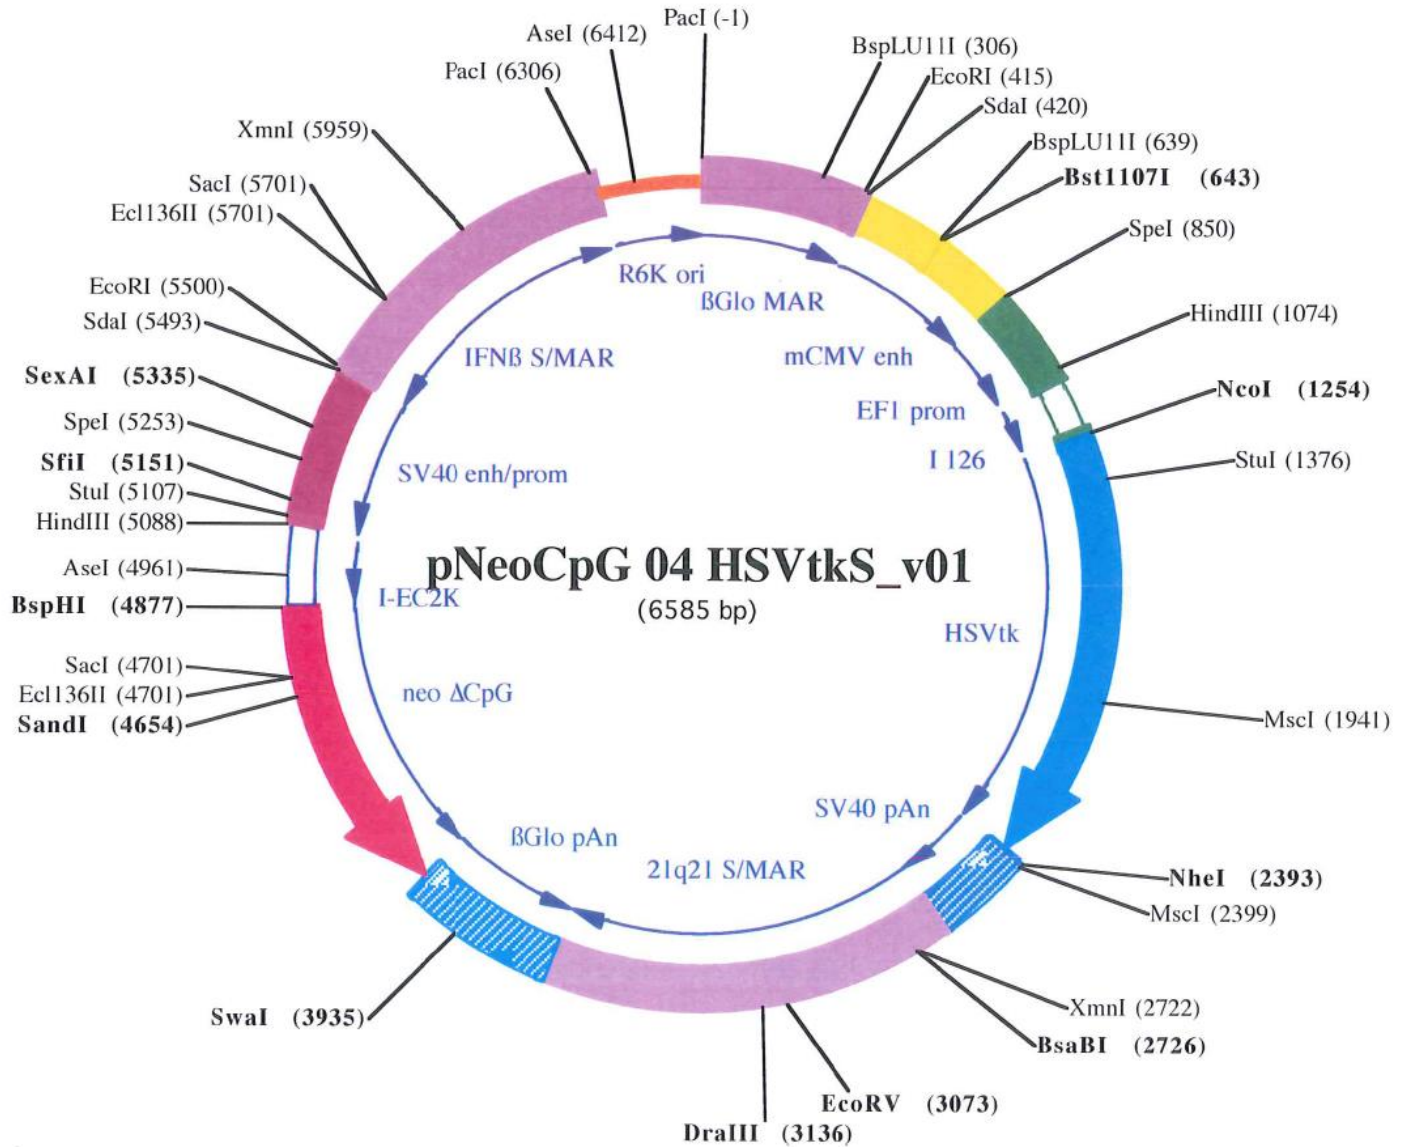 PacI (-1)
AseI (6412)
BspLU11I (306)
PacI (6306)
EcoRI (415)
SdaI (420)
XmnI (5959)
BspLU11I (639)
Bst1107I (643)
SacI (5701)
Ecl136II (5701)
SpeI (850)
R6K ori
ßGlo MAR
EcoRI (5500)
HindIII (1074)
SdaI (5493)
IFNß S/MAR
mCMV enh
SexAI (5335)
NcoI (1254)
EF1 prom
SpeI (5253)
SfiI (5151)
I 126
StuI (1376)
SV40 enh/prom
StuI (5107)
HindIII (5088)
pNeoCpG 04 HSVtkS_v01
(6585 bp)
AseI (4961)
BspHI (4877)
I-EC2K
HSVtk
SacI (4701)
Ecl136II (4701)
neo ΔCpG
SandI (4654)
MscI (1941)
SV40 pAn
ßGlo pAn
21q21 S/MAR
NheI (2393)
MscI (2399)
XmnI (2722)
SwaI (3935)
BsaBI (2726)
EcoRV (3073)
DraIII (3136)